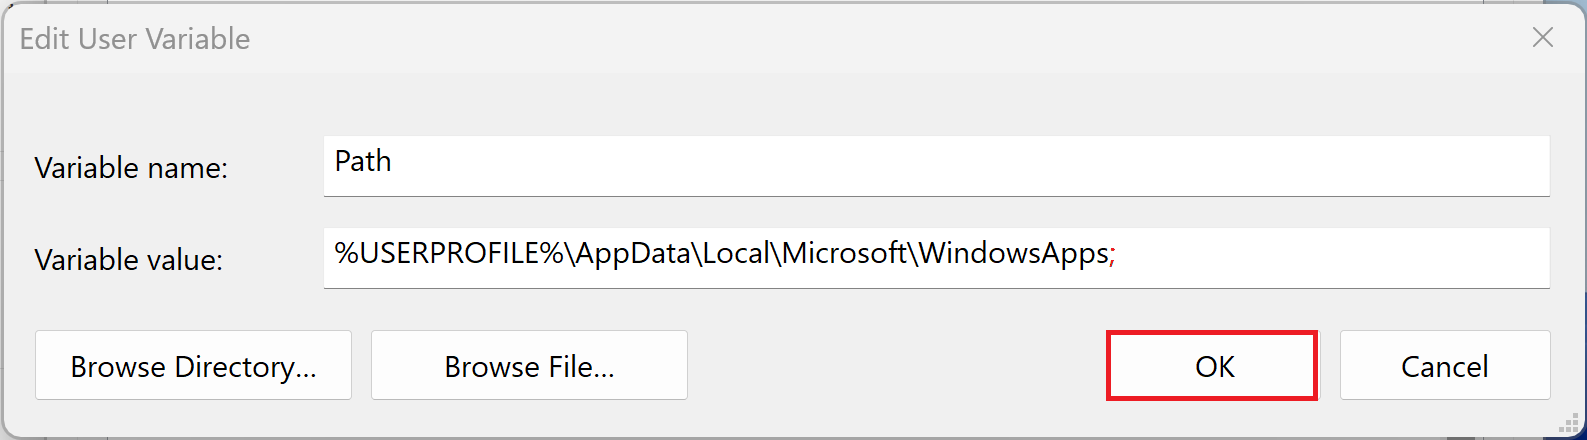 Edit User Variable
Variable name:
Path
Variable value:
%USERPROFILE%\AppData\Local\Microsoft\WindowsApps;
Browse Directory...
Browse File...
OK
Cancel